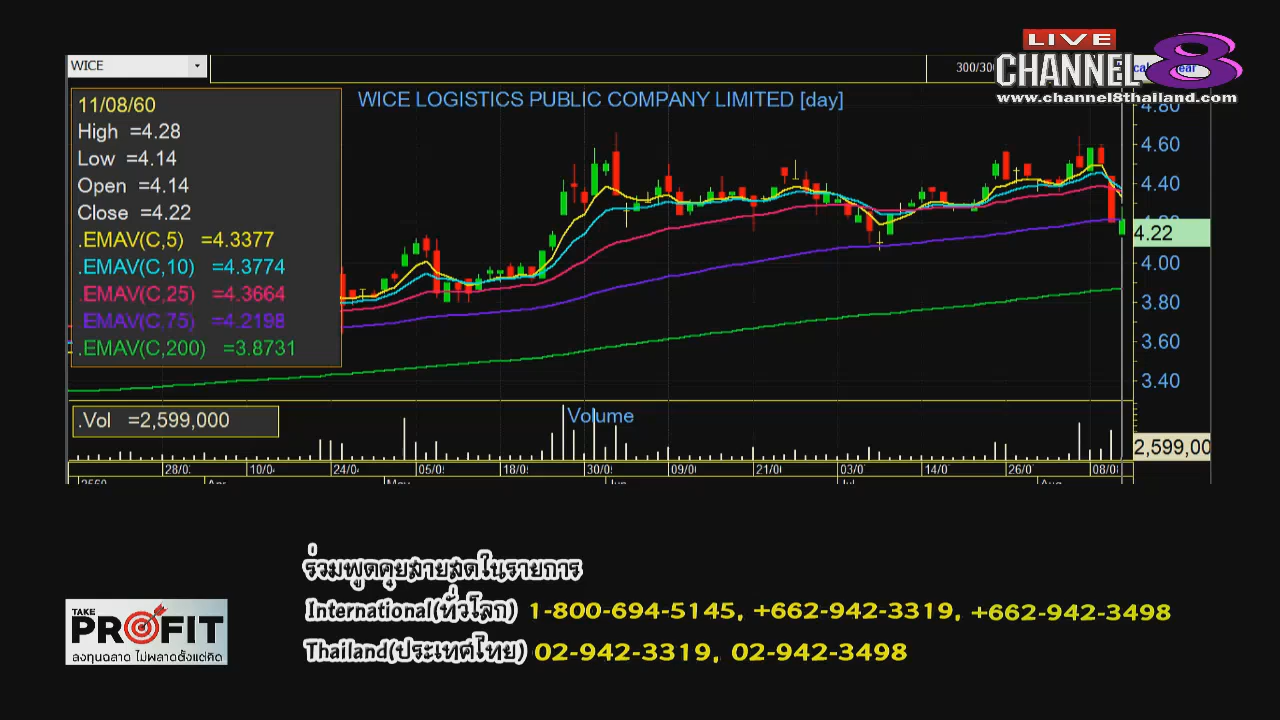 LIVE
CHANNEL 8
www.channel8thailand.com
WICE
300/30
WICE LOGISTICS PUBLIC COMPANY LIMITED [day]
11/08/60
High =4.28
Low =4.14
Open =4.14
Close =4.22
.EMAV(C,5) =4.3377
.EMAV(C,10) =4.3774
.EMAV(C,25) =4.3664
.EMAV(C,75) =4.2198
.EMAV(C,200) =3.8731
4.80
4.60
4.40
4.22
4.00
3.80
3.60
3.40
.Vol =2,599,000
Volume
2,599,00
28/0 10/0 24/0 05/0 18/0 30/0 09/0 21/0 03/0 14/0 26/0 08/0
2560 Apr May Jun Jul Aug
ร่วมพูดคุยสายสดในรายการ
International(ทั่วโลก) 1-800-694-5145, +662-942-3319, +662-942-3498
Thailand(ประเทศไทย) 02-942-3319, 02-942-3498
TAKE
PROFIT
ลงทุนฉลาด ไม่พลาดตั้งแต่คิด